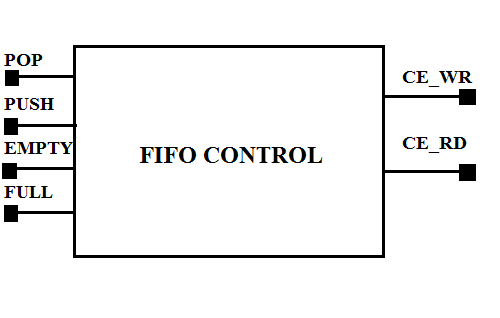 POP
PUSH
EMPTY
FULL
FIFO CONTROL
CE_WR
CE_RD